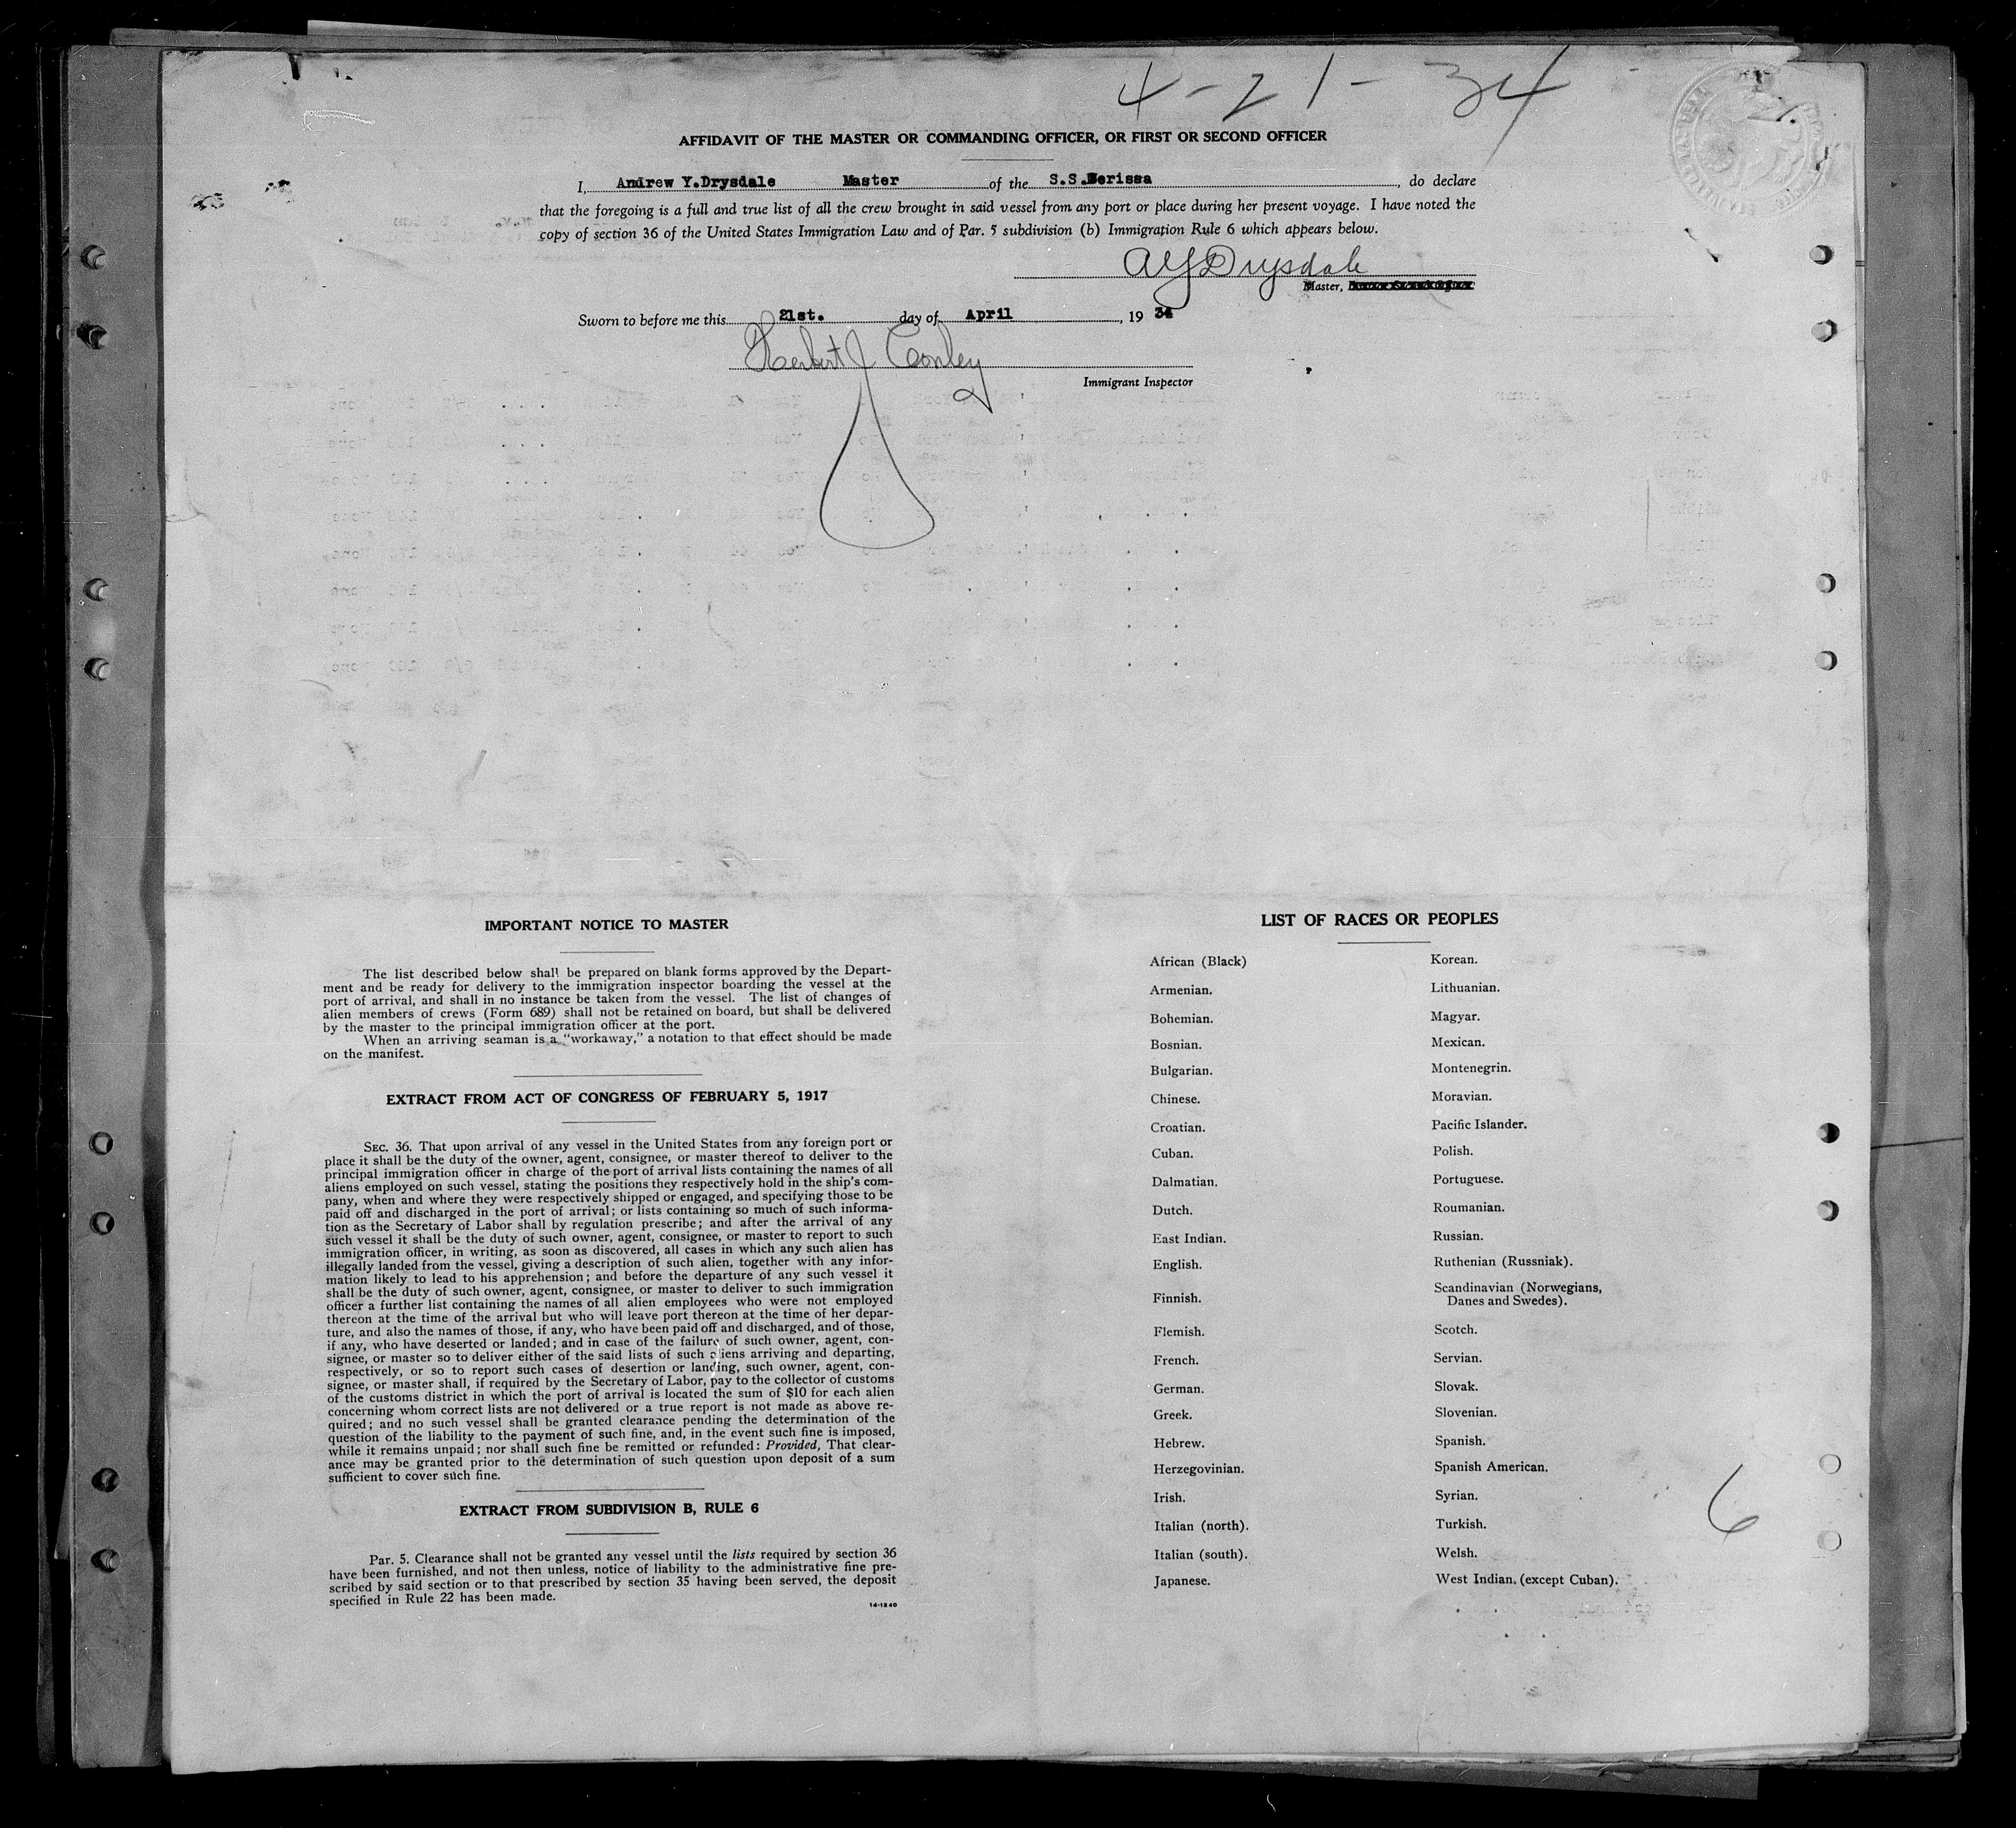 4-21-34
AFFIDAVIT OF THE MASTER OR COMMANDING OFFICER, OR FIRST OR SECOND OFFICER
I, Andrew Y.Drysdale Master of the S.S.Nerissa, do declare
that the foregoing is a full and true list of all the crew brought in said vessel from any port or place during her present voyage. I have noted the
copy of section 36 of the United States Immigration Law and of Par. 5 subdivision (b) Immigration Rule 6 which appears below.
AYDrysdale
Master,
Sworn to before me this 21st. day of April, 19 34
Herbert J Conley
Immigrant Inspector
IMPORTANT NOTICE TO MASTER
The list described below shall be prepared on blank forms approved by the Depart-
ment and be ready for delivery to the immigration inspector boarding the vessel at the
port of arrival, and shall in no instance be taken from the vessel. The list of changes of
alien members of crews (Form 689) shall not be retained on board, but shall be delivered
by the master to the principal immigration officer at the port.
When an arriving seaman is a "workaway," a notation to that effect should be made
on the manifest.
EXTRACT FROM ACT OF CONGRESS OF FEBRUARY 5, 1917
SEC. 36. That upon arrival of any vessel in the United States from any foreign port or
place it shall be the duty of the owner, agent, consignee, or master thereof to deliver to the
principal immigration officer in charge of the port of arrival lists containing the names of all
aliens employed on such vessel, stating the positions they respectively hold in the ship's com-
pany, when and where they were respectively shipped or engaged, and specifying those to be
paid off and discharged in the port of arrival; or lists containing so much of such informa-
tion as the Secretary of Labor shall by regulation prescribe; and after the arrival of any
such vessel it shall be the duty of such owner, agent, consignee, or master to report to such
immigration officer, in writing, as soon as discovered, all cases in which any such alien has
illegally landed from the vessel, giving a description of such alien, together with any infor-
mation likely to lead to his apprehension; and before the departure of any such vessel it
shall be the duty of such owner, agent, consignee, or master to deliver to such immigration
officer a further list containing the names of all alien employees who were not employed
thereon at the time of the arrival but who will leave port thereon at the time of her depar-
ture, and also the names of those, if any, who have been paid off and discharged, and of those,
if any, who have deserted or landed; and in case of the failure of such owner, agent, con-
signee, or master so to deliver either of the said lists of such aliens arriving and departing,
respectively, or so to report such cases of desertion or landing, such owner, agent, con-
signee, or master shall, if required by the Secretary of Labor, pay to the collector of customs
of the customs district in which the port of arrival is located the sum of $10 for each alien
concerning whom correct lists are not delivered or a true report is not made as above re-
quired; and no such vessel shall be granted clearance pending the determination of the
question of the liability to the payment of such fine, and, in the event such fine is imposed,
while it remains unpaid; nor shall such fine be remitted or refunded: Provided, That clear-
ance may be granted prior to the determination of such question upon deposit of a sum
sufficient to cover such fine.
EXTRACT FROM SUBDIVISION B, RULE 6
Par. 5. Clearance shall not be granted any vessel until the lists required by section 36
have been furnished, and not then unless, notice of liability to the administrative fine pre-
scribed by said section or to that prescribed by section 35 having been served, the deposit
specified in Rule 22 has been made.
14-1240
LIST OF RACES OR PEOPLES
African (Black)
Armenian.
Bohemian.
Bosnian.
Bulgarian.
Chinese.
Croatian.
Cuban.
Dalmatian.
Dutch.
East Indian.
English.
Finnish.
Flemish.
French.
German.
Greek.
Hebrew.
Herzegovinian.
Irish.
Italian (north).
Italian (south).
Japanese.
Korean.
Lithuanian.
Magyar.
Mexican.
Montenegrin.
Moravian.
Pacific Islander.
Polish.
Portuguese.
Roumanian.
Russian.
Ruthenian (Russniak).
Scandinavian (Norwegians,
Danes and Swedes).
Scotch.
Servian.
Slovak.
Slovenian.
Spanish.
Spanish American.
Syrian.
Turkish.
Welsh.
West Indian. (except Cuban).
6